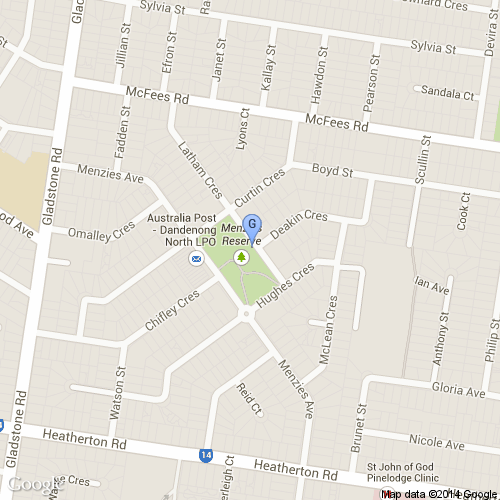 Townard Cres
Sylvia St
Devira St
Gladstone Rd
Jillian St
Efron St
Janet St
Kallay St
Hawdon St
Pearson St
Sylvia St
Sandala Ct
McFees Rd
McFees Rd
Fadden St
Lyons Ct
Scullin St
Menzies Ave
Latham Cres
Boyd St
Curtin Cres
Cook Ct
Omalley Cres
Australia Post
- Dandenong
North LPO
Menzies
Reserve
G
Deakin Cres
Hughes Cres
Chifley Cres
Ian Ave
McLean Cres
Anthony St
Philip St
Menzies Ave
Watson St
Reid Ct
Brunet St
Gloria Ave
Gladstone Rd
Heatherton Rd
14
Heatherton Rd
Nicole Ave
St John of God
Pinelodge Clinic
Google
Map data ©2014 Google